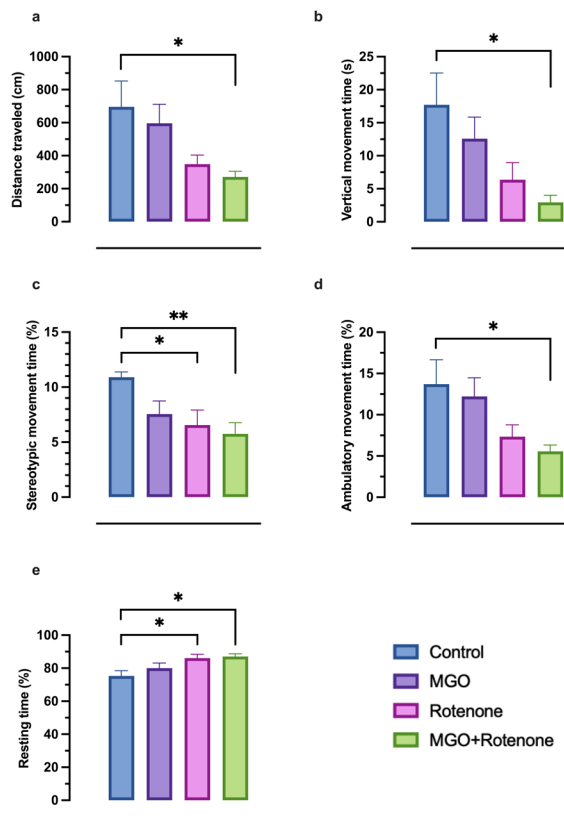 a
b
*
*
Distance traveled (cm)
1000
800
600
400
200
0
Vertical movement time (s)
25
20
15
10
5
0
c
d
**
*
*
Stereotypic movement time (%)
15
10
5
0
Ambulatory movement time (%)
20
15
10
5
0
e
*
*
Resting time (%)
100
80
60
40
20
0
Control
MGO
Rotenone
MGO+Rotenone